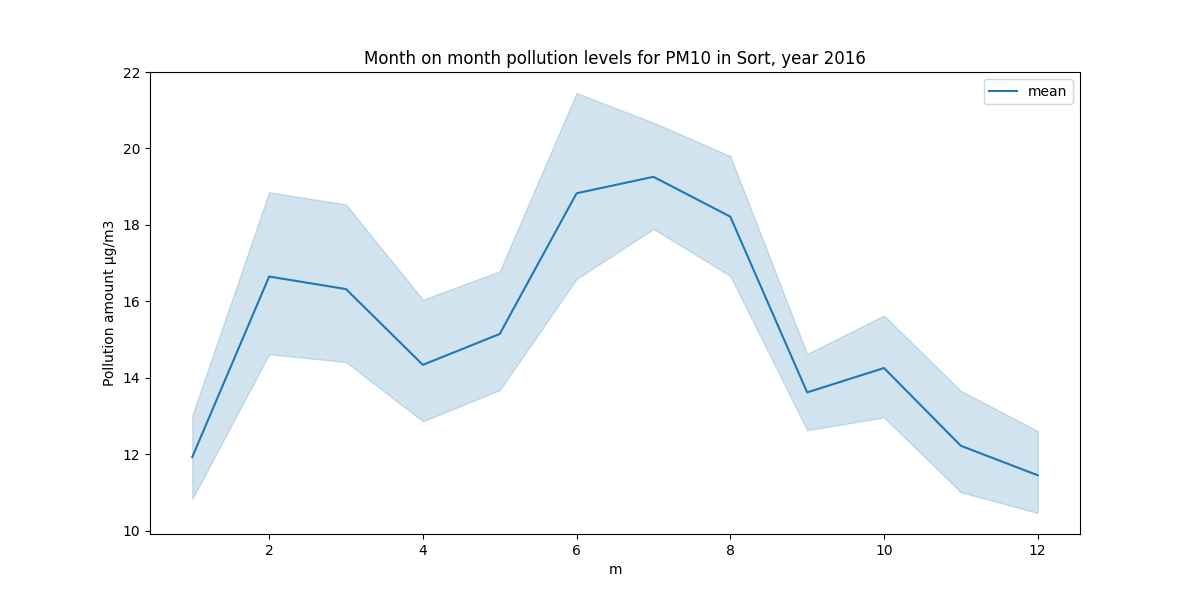 Month on month pollution levels for PM10 in Sort, year 2016
mean
Pollution amount µg/m3
22
20
18
16
14
12
10
2 4 6 8 10 12
m